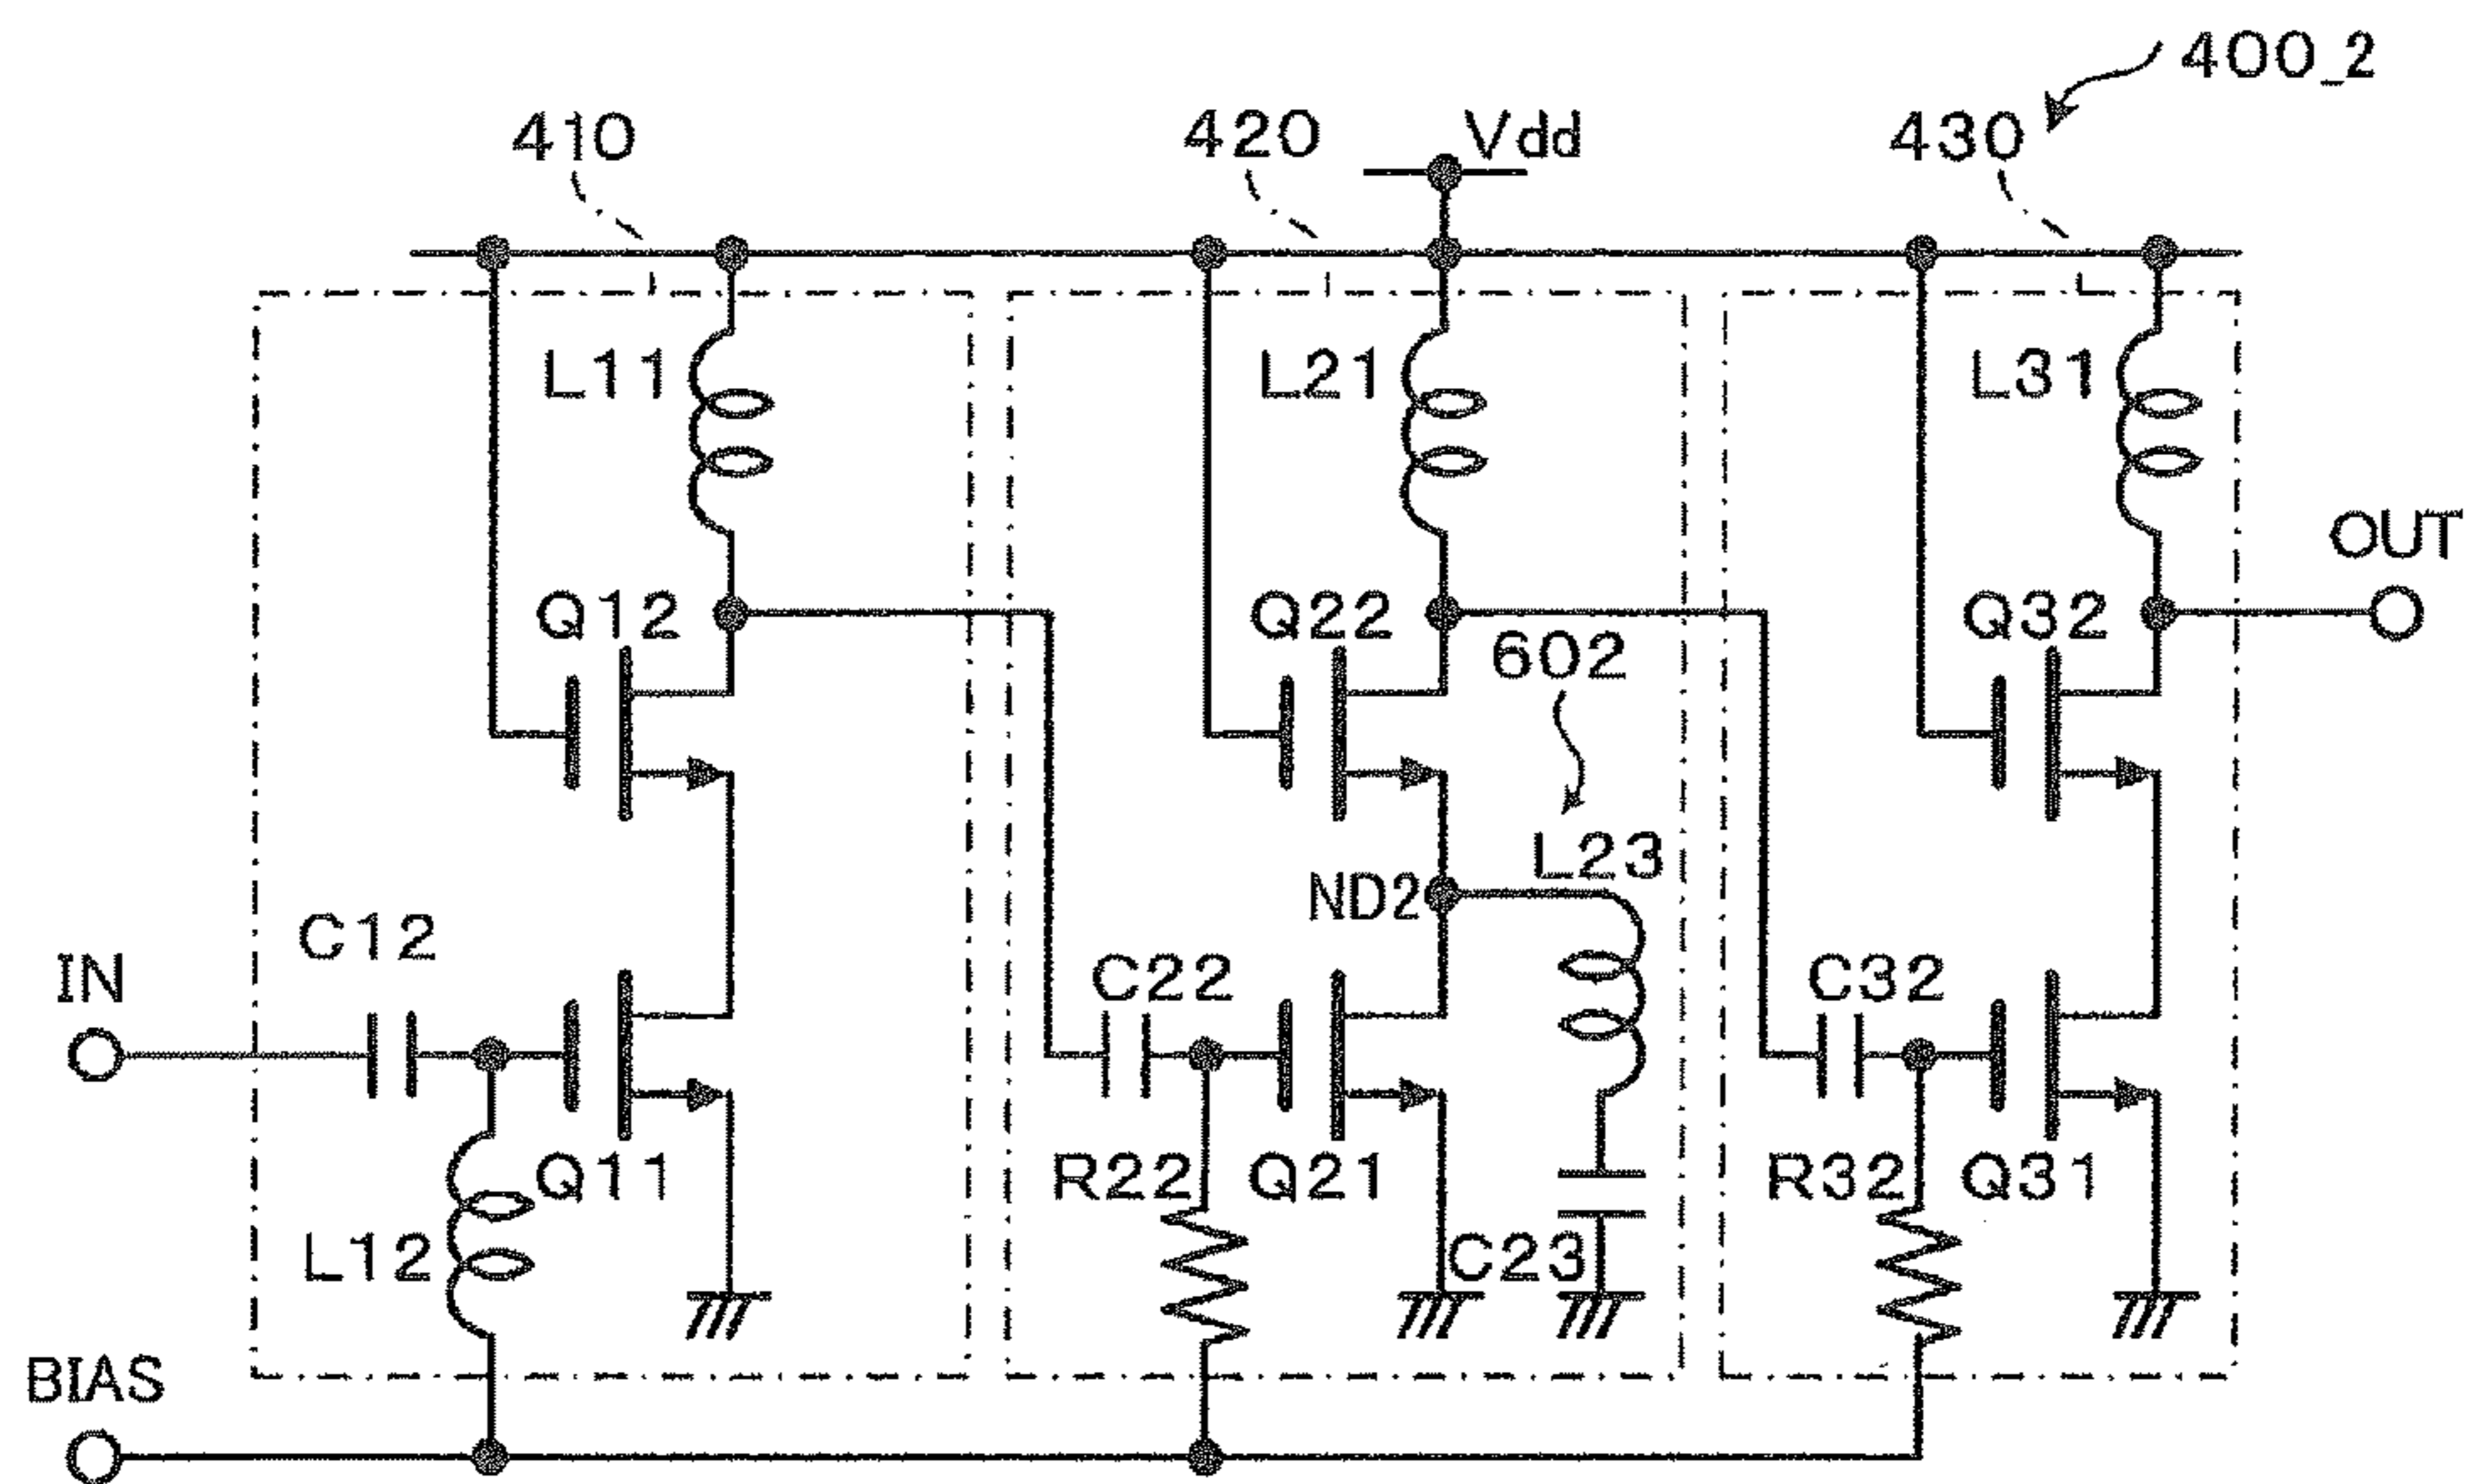 400_2
410
420
Vdd
430
L11
L21
L31
OUT
Q12
Q22
602
Q32
L23
ND2
C12
IN
C22
C32
Q11
R22
Q21
R32
Q31
L12
C23
BIAS